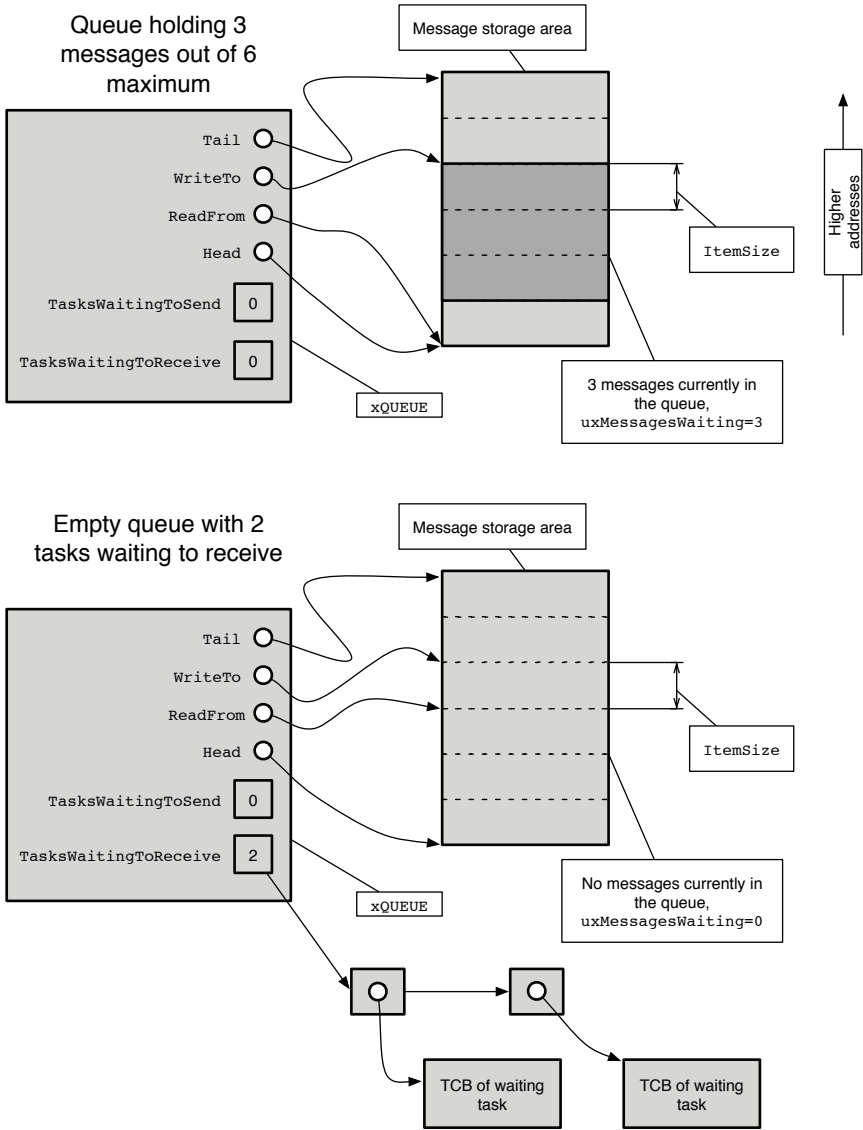 Queue holding 3
messages out of 6
maximum
Message storage area
Tail
WriteTo
ReadFrom
Head
TasksWaitingToSend
0
TasksWaitingToReceive
0
xQUEUE
ItemSize
Higher
addresses
3 messages currently in
the queue,
uxMessagesWaiting=3
Empty queue with 2
tasks waiting to receive
Message storage area
Tail
WriteTo
ReadFrom
Head
TasksWaitingToSend
0
TasksWaitingToReceive
2
xQUEUE
ItemSize
No messages currently in
the queue,
uxMessagesWaiting=0
TCB of waiting
task
TCB of waiting
task